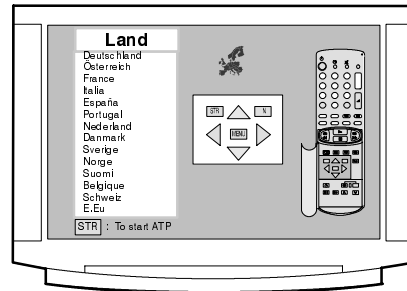 Land
Deutschland
Österreich
France
Italia
España
Portugal
Nederland
Danmark
Sverige
Norge
Suomi
Belgique
Schweiz
E.Eu
STR : To start ATP
STR N
MENU